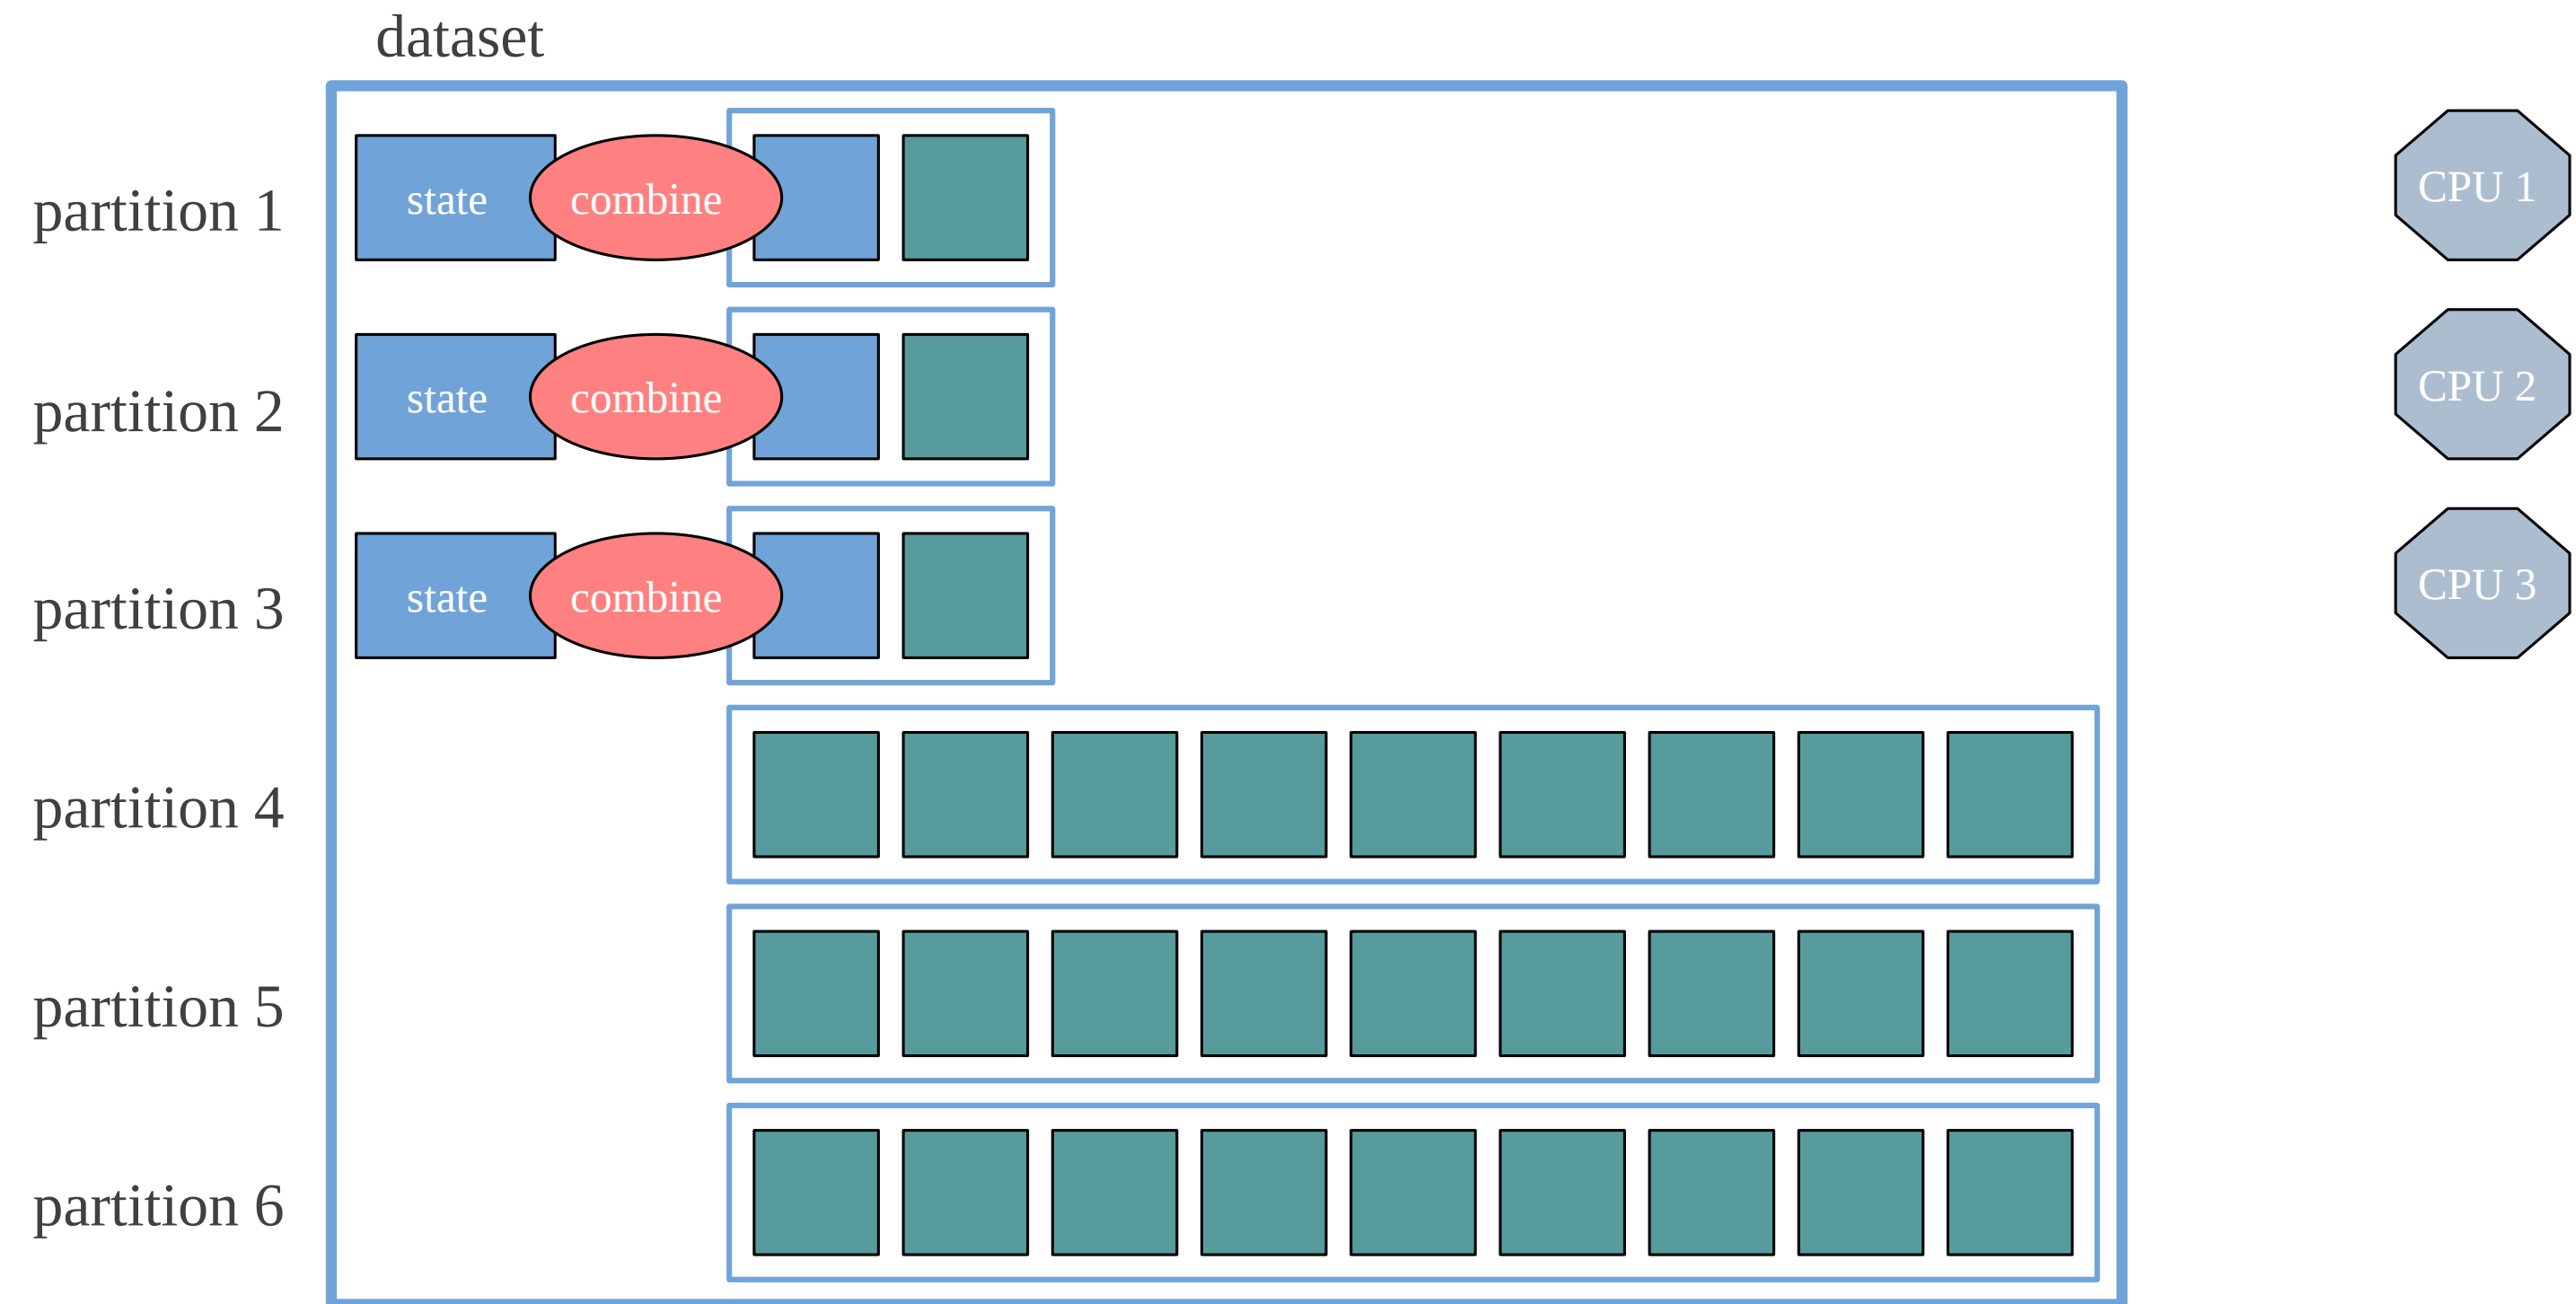 dataset
partition 1
state
combine
CPU 1
partition 2
state
combine
CPU 2
partition 3
state
combine
CPU 3
partition 4
partition 5
partition 6